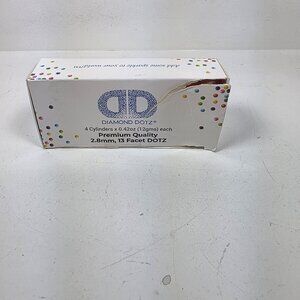 Add some sparkle to your
DIAMOND DOTZ®
4 Cylinders x 0.42oz (12gms) each
Premium Quality
2.8mm, 13 Facet DOTZ